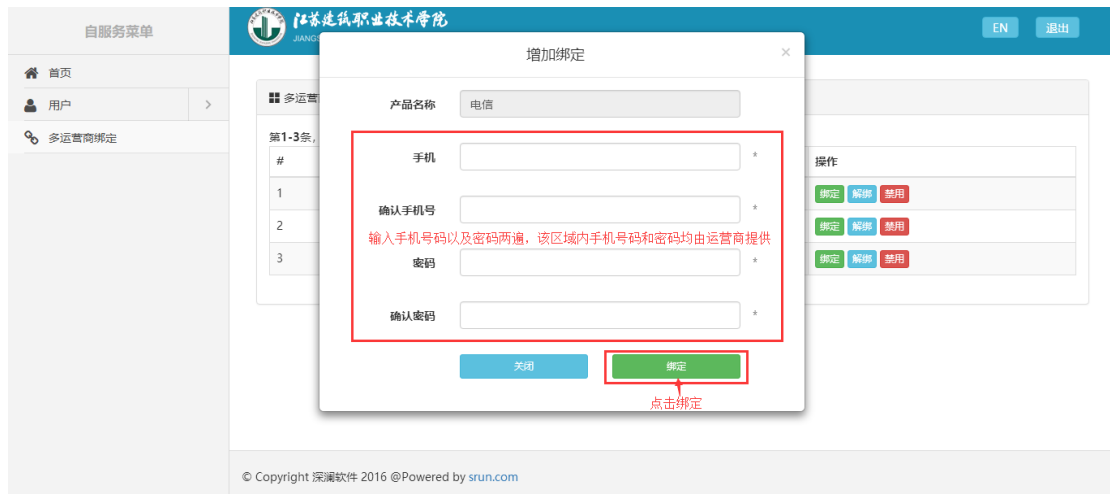 自服务菜单
江苏建筑职业技术学院
JIANGS
EN
退出
首页
用户
多运营商绑定
增加绑定
×
多运营
产品名称
电信
第1-3条,
#
操作
手机
*
1
绑定 解绑 禁用
确认手机号
*
2
绑定 解绑 禁用
输入手机号码以及密码两遍，该区域内手机号码和密码均由运营商提供
3
绑定 解绑 禁用
密码
*
确认密码
*
关闭
绑定
点击绑定
© Copyright 深澜软件 2016 @Powered by srun.com